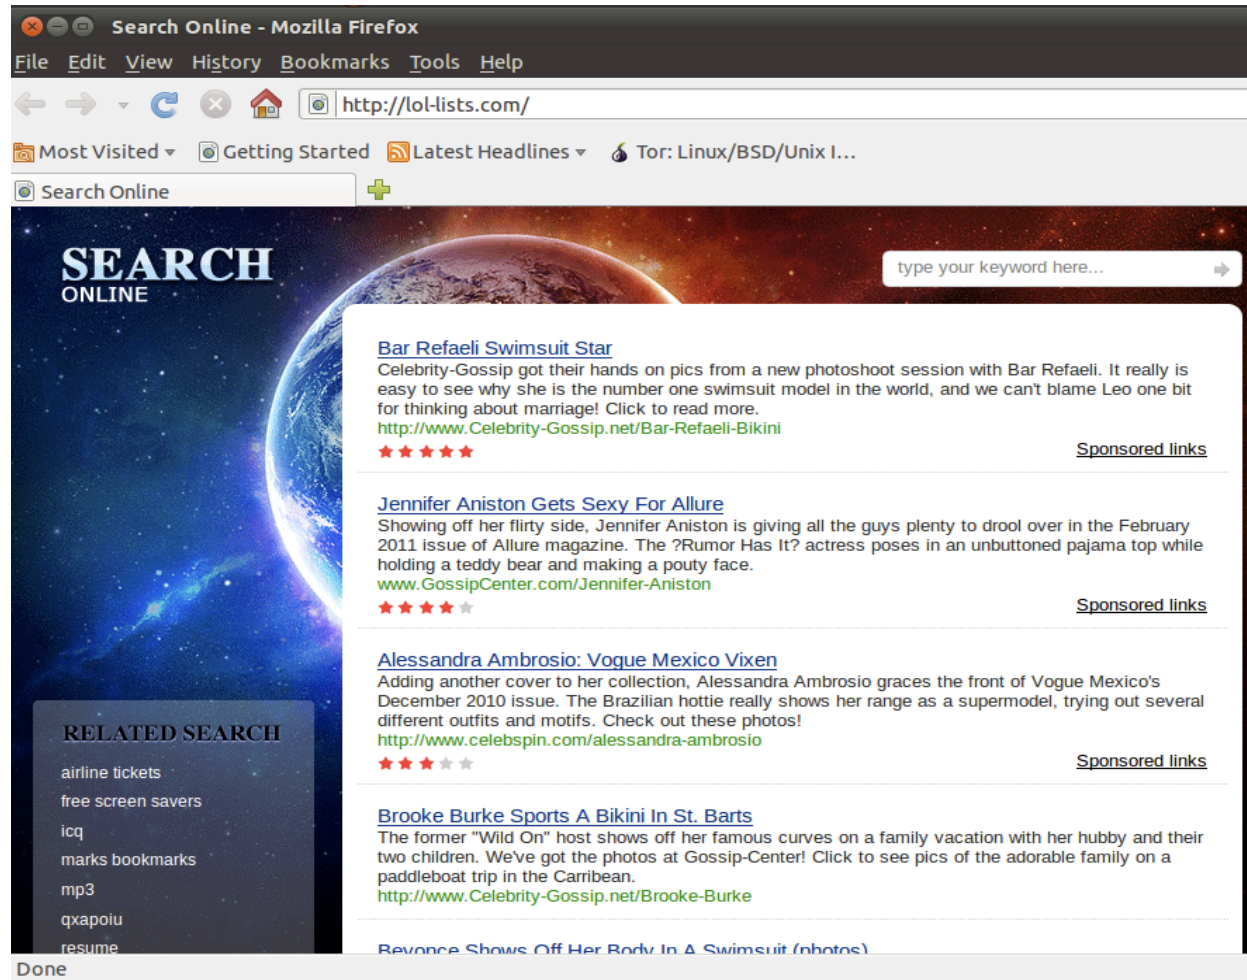 Search Online - Mozilla Firefox
File Edit View History Bookmarks Tools Help
http://lol-lists.com/
Most Visited Getting Started Latest Headlines Tor: Linux/BSD/Unix I...
Search Online
SEARCH
ONLINE
type your keyword here...
Bar Refaeli Swimsuit Star
Celebrity-Gossip got their hands on pics from a new photoshoot session with Bar Refaeli. It really is
easy to see why she is the number one swimsuit model in the world, and we can't blame Leo one bit
for thinking about marriage! Click to read more.
http://www.Celebrity-Gossip.net/Bar-Refaeli-Bikini
Sponsored links
Jennifer Aniston Gets Sexy For Allure
Showing off her flirty side, Jennifer Aniston is giving all the guys plenty to drool over in the February
2011 issue of Allure magazine. The ?Rumor Has It? actress poses in an unbuttoned pajama top while
holding a teddy bear and making a pouty face.
www.GossipCenter.com/Jennifer-Aniston
Sponsored links
Alessandra Ambrosio: Vogue Mexico Vixen
Adding another cover to her collection, Alessandra Ambrosio graces the front of Vogue Mexico's
December 2010 issue. The Brazilian hottie really shows her range as a supermodel, trying out several
different outfits and motifs. Check out these photos!
http://www.celebspin.com/alessandra-ambrosio
Sponsored links
Brooke Burke Sports A Bikini In St. Barts
The former "Wild On" host shows off her famous curves on a family vacation with her hubby and their
two children. We've got the photos at Gossip-Center! Click to see pics of the adorable family on a
paddleboat trip in the Carribean.
http://www.Celebrity-Gossip.net/Brooke-Burke
Beyonce Shows Off Her Body In A Swimsuit (photos)
RELATED SEARCH
airline tickets
free screen savers
icq
marks bookmarks
mp3
qxapoiu
resume
Done